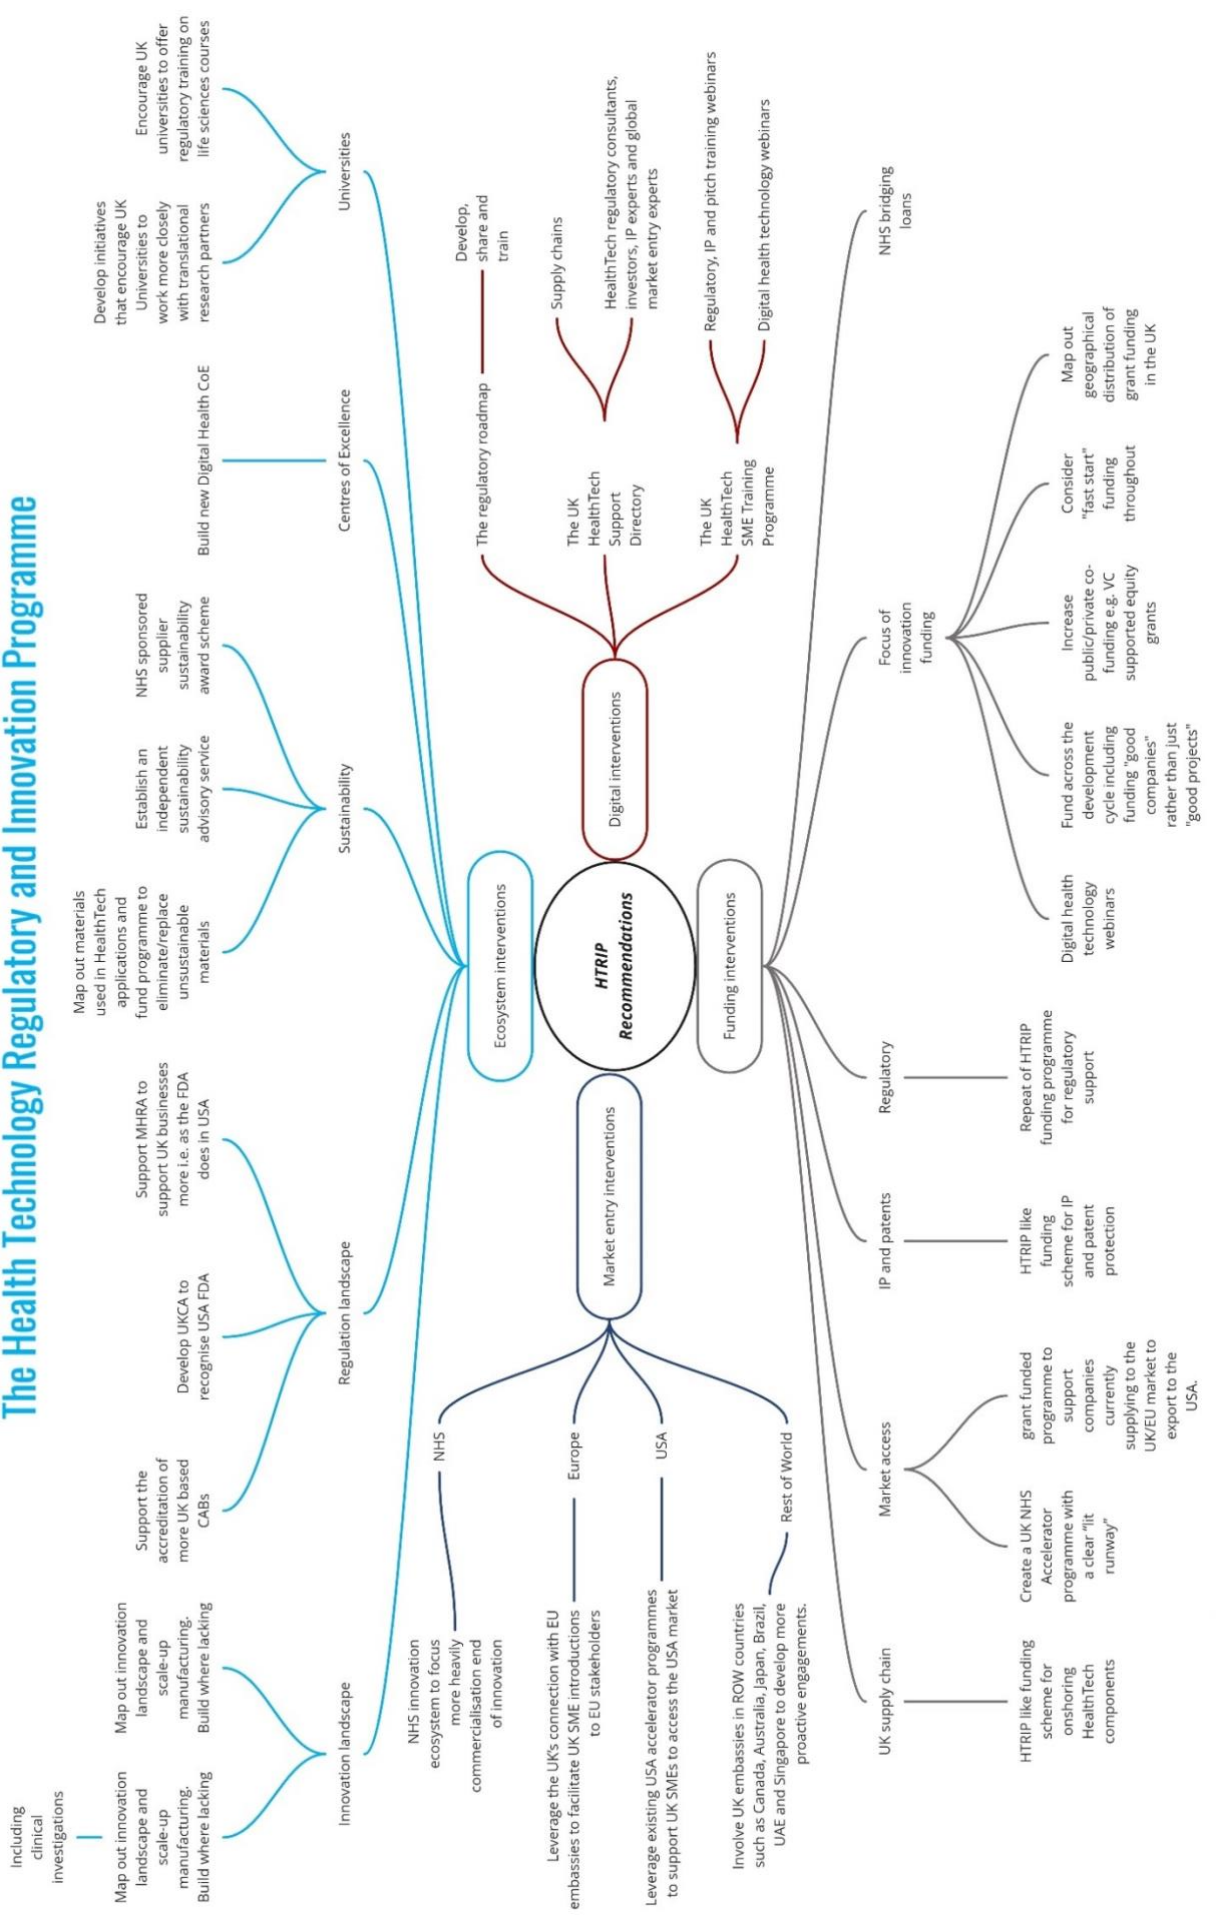 The Health Technology Regulatory and Innovation Programme
Including
clinical
investigations
Map out innovation
landscape and
scale-up
manufacturing.
Build where lacking
Map out innovation
landscape and
scale-up
manufacturing.
Build where lacking
Support the
accreditation of
more UK based
CABs
Develop UKCA to
recognise USA FDA
Support MHRA to
support UK businesses
more i.e. as the FDA
does in USA
Map out materials
used in HealthTech
applications and
fund programme to
eliminate/replace
unsustainable
materials
Establish an
independent
sustainability
advisory service
NHS sponsored
supplier
sustainability
award scheme
Build new Digital Health CoE
Develop initiatives
that encourage UK
Universities to
work more closely
with translational
research partners
Encourage UK
universities to offer
regulatory training on
life sciences courses
Innovation landscape
Regulation landscape
Sustainability
Centres of Excellence
Universities
Ecosystem interventions
HTRIP
Recommendations
Market entry interventions
NHS
NHS innovation
ecosystem to focus
more heavily
commercialisation end
of innovation
Europe
Leverage the UK's connection with EU
embassies to facilitate UK SME introductions
to EU stakeholders
USA
Leverage existing USA accelerator programmes
to support UK SMEs to access the USA market
Rest of World
Involve UK embassies in ROW countries
such as Canada, Australia, Japan, Brazil,
UAE and Singapore to develop more
proactive engagements.
Digital interventions
The regulatory roadmap
Develop,
share and
train
The UK
HealthTech
Support
Directory
Supply chains
HealthTech regulatory consultants,
investors, IP experts and global
market entry experts
The UK
HealthTech
SME Training
Programme
Regulatory, IP and pitch training webinars
Digital health technology webinars
Funding interventions
UK supply chain
HTRIP like funding
scheme for
onshoring
HealthTech
components
Market access
Create a UK NHS
Accelerator
programme with
a clear "lit
runway"
grant funded
programme to
support
companies
currently
supplying to the
UK/EU market to
export to the
USA.
IP and patents
HTRIP like
funding
scheme for IP
and patent
protection
Regulatory
Repeat of HTRIP
funding programme
for regulatory
support
Focus of
innovation
funding
Digital health
technology
webinars
Fund across the
development
cycle including
funding "good
companies"
rather than just
"good projects"
Increase
public/private co-
funding e.g. VC
supported equity
grants
Consider
"fast start"
funding
throughout
Map out
geographical
distribution of
grant funding
in the UK
NHS bridging
loans